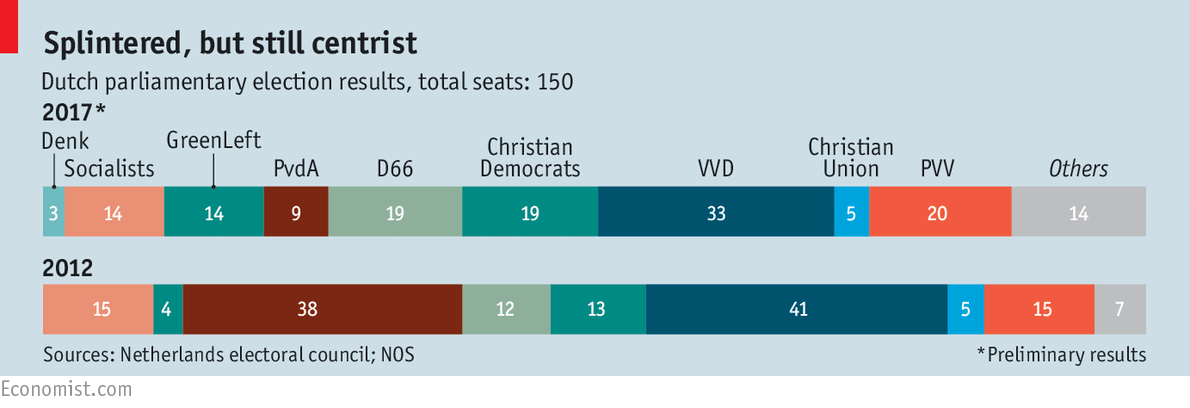 Splintered, but still centrist
Dutch parliamentary election results, total seats: 150
2017*
Denk
Socialists
GreenLeft
PvdA
D66
Christian
Democrats
VVD
Christian
Union
PVV
Others
3 14 14 9 19 19 33 5 20 14
2012
15 4 38 12 13 41 5 15 7
Sources: Netherlands electoral council; NOS
*Preliminary results
Economist.com